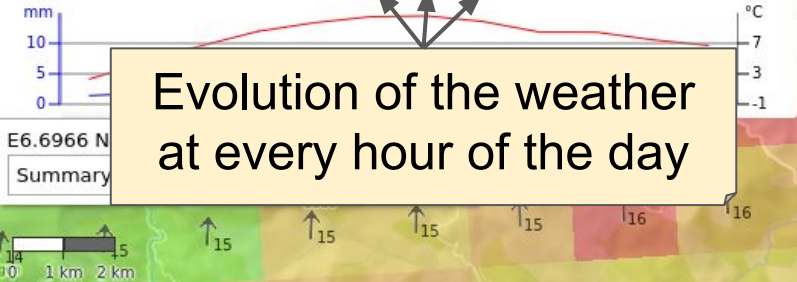 mm
°C
10
7
5
3
0
-1
Evolution of the weather
at every hour of the day
E6.6966 N
Summary
14
15
15
15
15
15
16
16
0 1 km 2 km